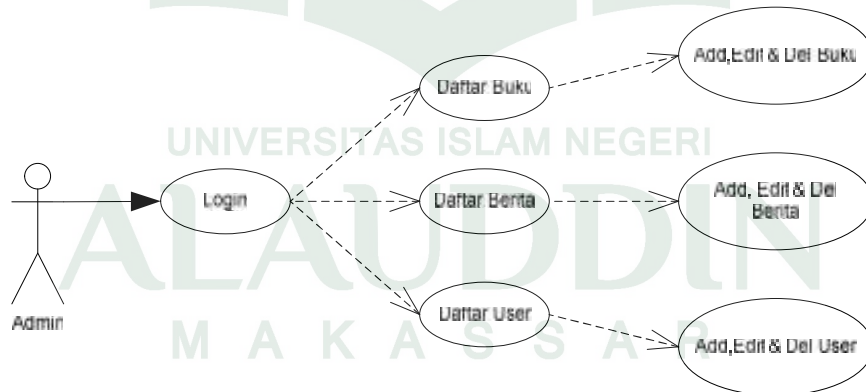 Add,Edit & Del Buku
Daftar Buku
UNIVERSITAS ISLAM NEGERI
Login
Daftar Berita
Add, Edit & Del
Berita
ALAUDDIN
Admin
Daftar User
MAKASSAR
Add,Edit & Del User